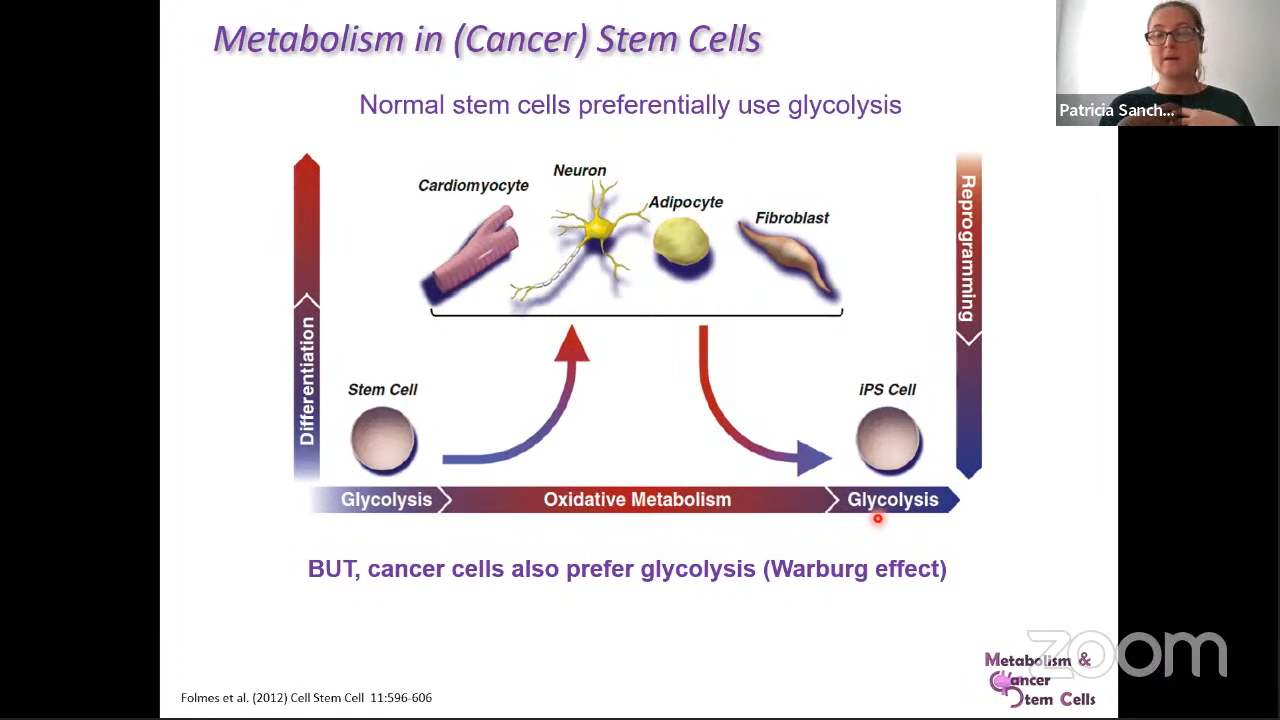 Metabolism in (Cancer) Stem Cells
Patricia Sanch...
Normal stem cells preferentially use glycolysis
Cardiomyocyte
Neuron
Adipocyte
Fibroblast
Differentiation
Reprogramming
Stem Cell
iPS Cell
Glycolysis
Oxidative Metabolism
Glycolysis
BUT, cancer cells also prefer glycolysis (Warburg effect)
zoom
Metabolism &
Cancer
Stem Cells
Folmes et al. (2012) Cell Stem Cell 11:596-606